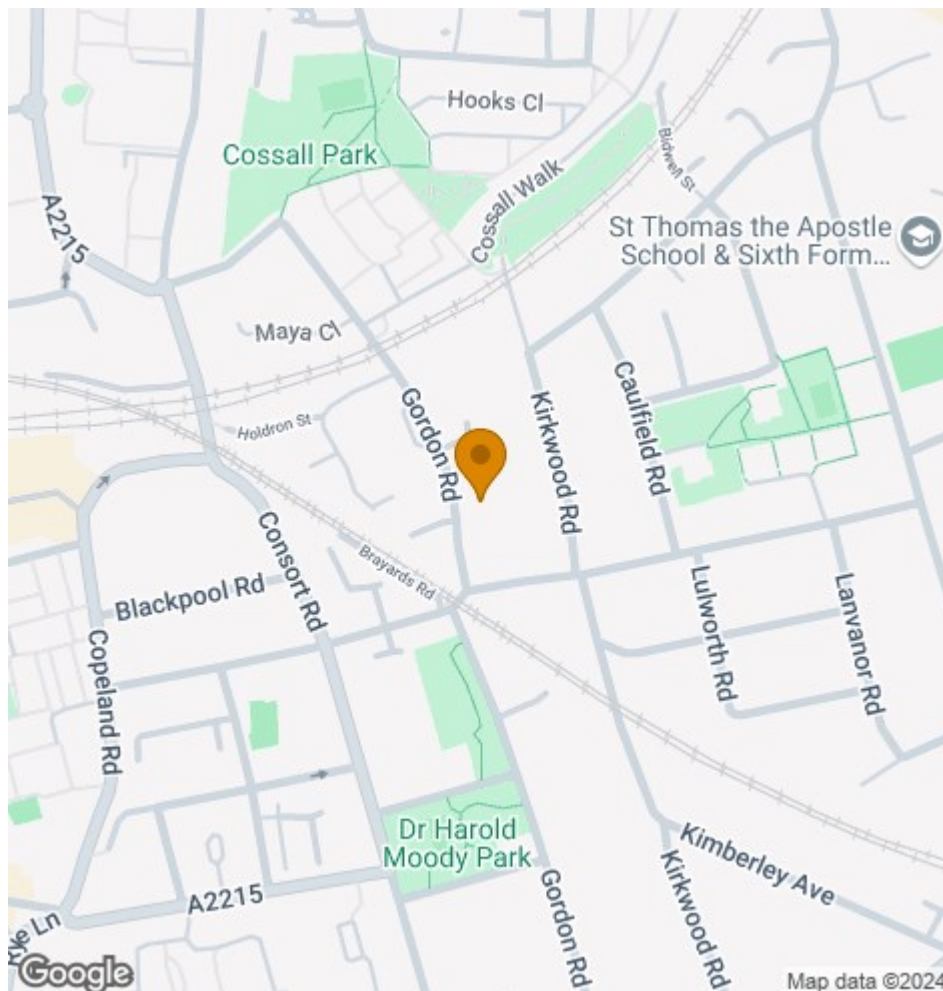 Hooks Cl
Cossall Park
Cossall Walk
Bidwell St
A2215
St Thomas the Apostle
School & Sixth Form...
Maya Cl
Holdron St
Gordon Rd
Kirkwood Rd
Caulfield Rd
Consort Rd
Brayards Rd
Blackpool Rd
Copeland Rd
Lulworth Rd
Lanvanor Rd
Dr Harold
Moody Park
Kimberley Ave
Gordon Rd
Kirkwood Rd
A2215
Ln
Google
Map data ©2024